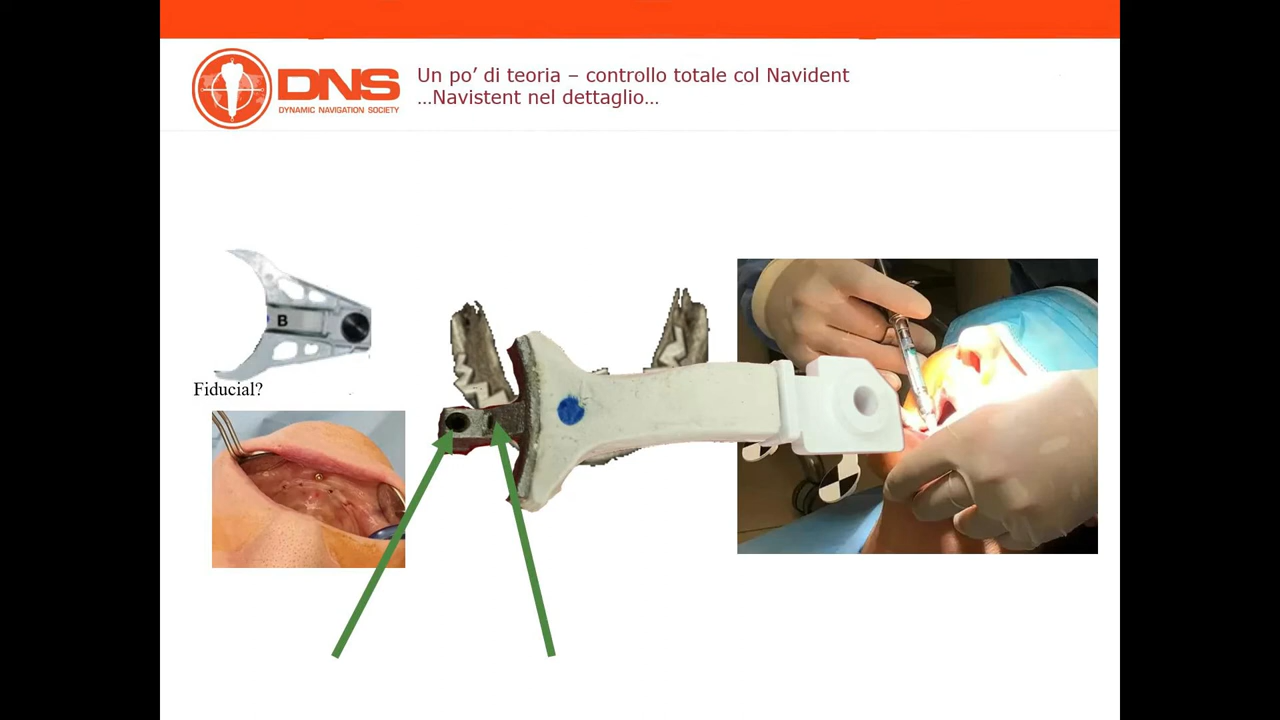 DNS
DYNAMIC NAVIGATION SOCIETY
Un po’ di teoria – controllo totale col Navident
…Navistent nel dettaglio…
B
Fiducial?